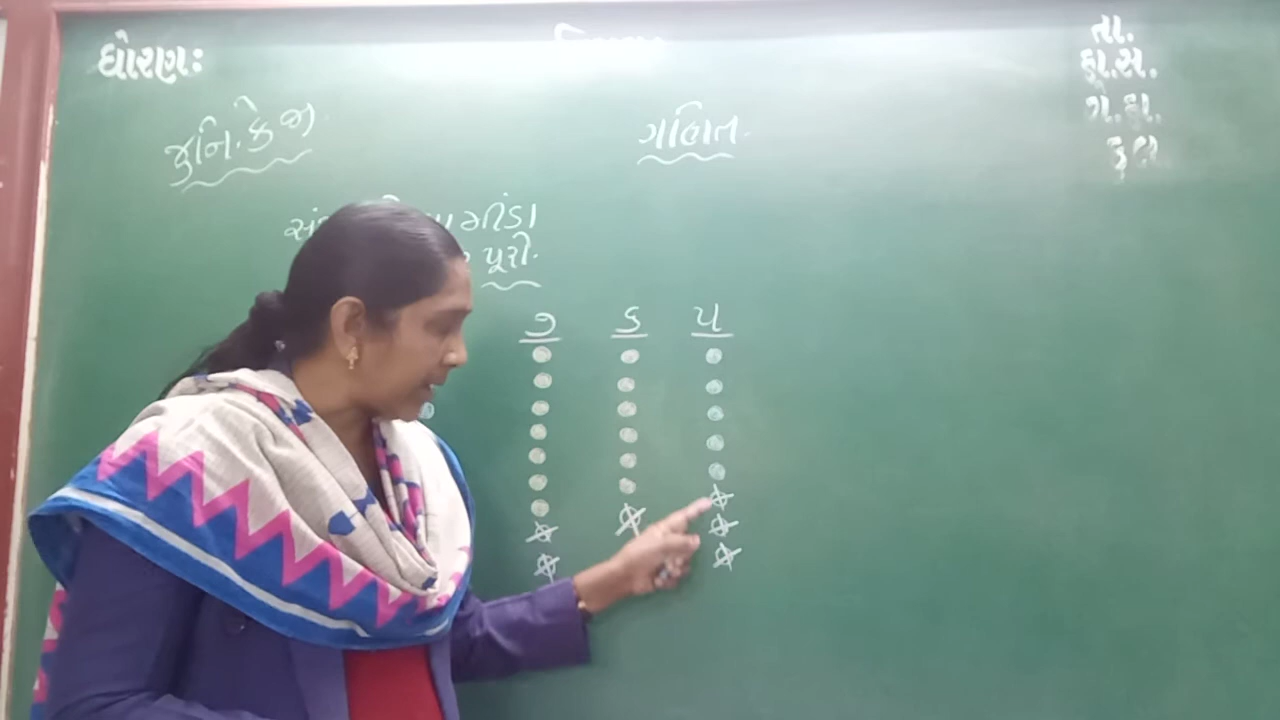 ધોરણઃ
તા.
હા.સ.
ગે.હા.
કુલ
જુનિ.કેજી
ગણિત.
મીંડા
પૂરો.
૭ ૬ ૫